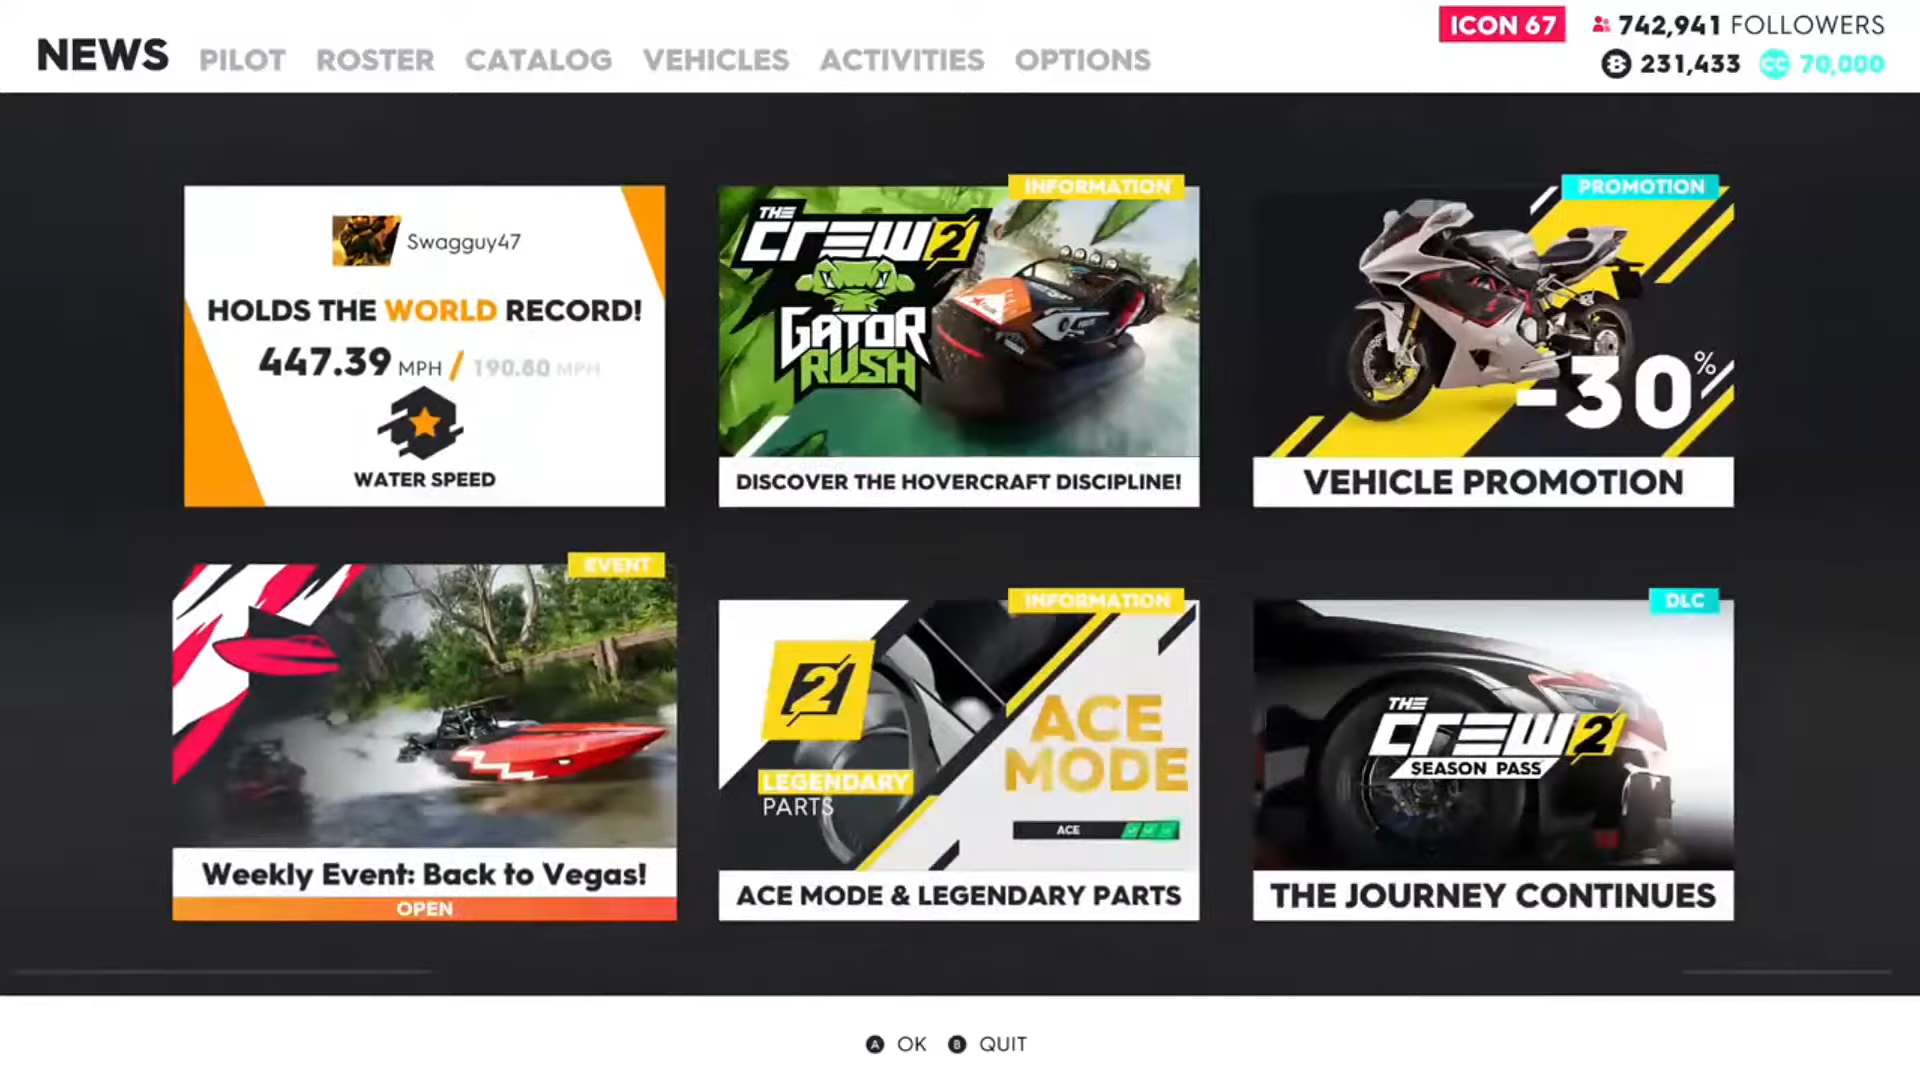 NEWS PILOT ROSTER CATALOG VEHICLES ACTIVITIES OPTIONS
ICON 67 742,941 FOLLOWERS
231,433 CC 70,000
Swagguy47
HOLDS THE WORLD RECORD!
447.39 MPH / 190.80 MPH
WATER SPEED
INFORMATION
THE
CREW 2
GATOR
RUSH
DISCOVER THE HOVERCRAFT DISCIPLINE!
PROMOTION
-30%
VEHICLE PROMOTION
EVENT
Weekly Event: Back to Vegas!
OPEN
INFORMATION
2
LEGENDARY
PARTS
ACE
MODE
ACE
ACE MODE & LEGENDARY PARTS
DLC
THE
CREW 2
SEASON PASS
THE JOURNEY CONTINUES
A OK B QUIT